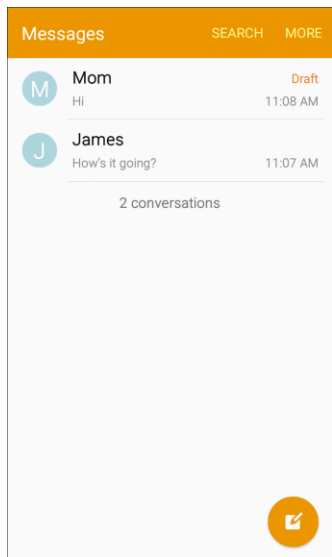 Messages SEARCH MORE
M Mom Draft
Hi 11:08 AM
J James
How's it going? 11:07 AM
2 conversations